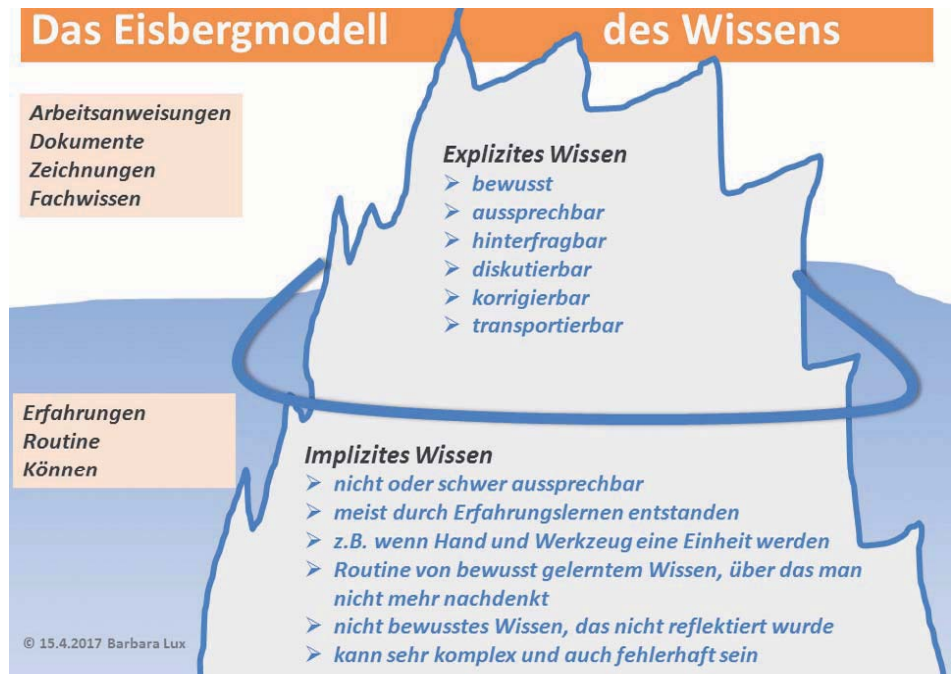 Das Eisbergmodell des Wissens
Arbeitsanweisungen
Dokumente
Zeichnungen
Fachwissen
Explizites Wissen
➢ bewusst
➢ aussprechbar
➢ hinterfragbar
➢ diskutierbar
➢ korrigierbar
➢ transportierbar
Erfahrungen
Routine
Können
Implizites Wissen
➢ nicht oder schwer aussprechbar
➢ meist durch Erfahrungslernen entstanden
➢ z.B. wenn Hand und Werkzeug eine Einheit werden
➢ Routine von bewusst gelerntem Wissen, über das man
nicht mehr nachdenkt
➢ nicht bewusstes Wissen, das nicht reflektiert wurde
➢ kann sehr komplex und auch fehlerhaft sein
© 15.4.2017 Barbara Lux